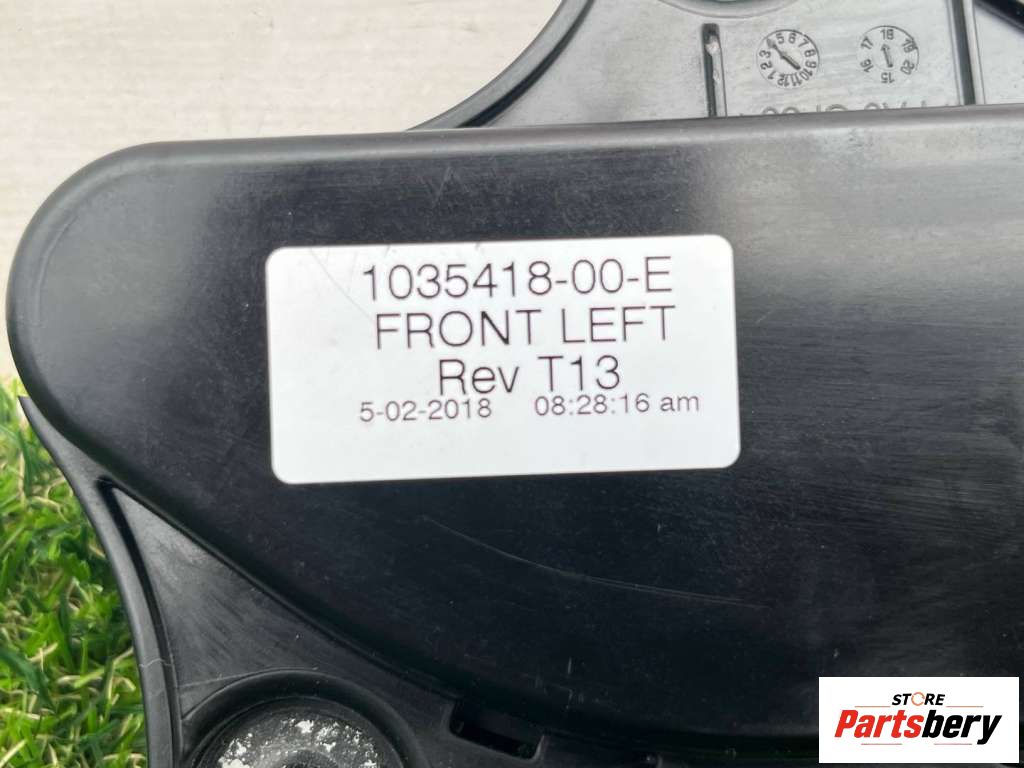 1035418-00-E
FRONT LEFT
Rev T13
5-02-2018 08:28:16 am
STORE
Partsbery